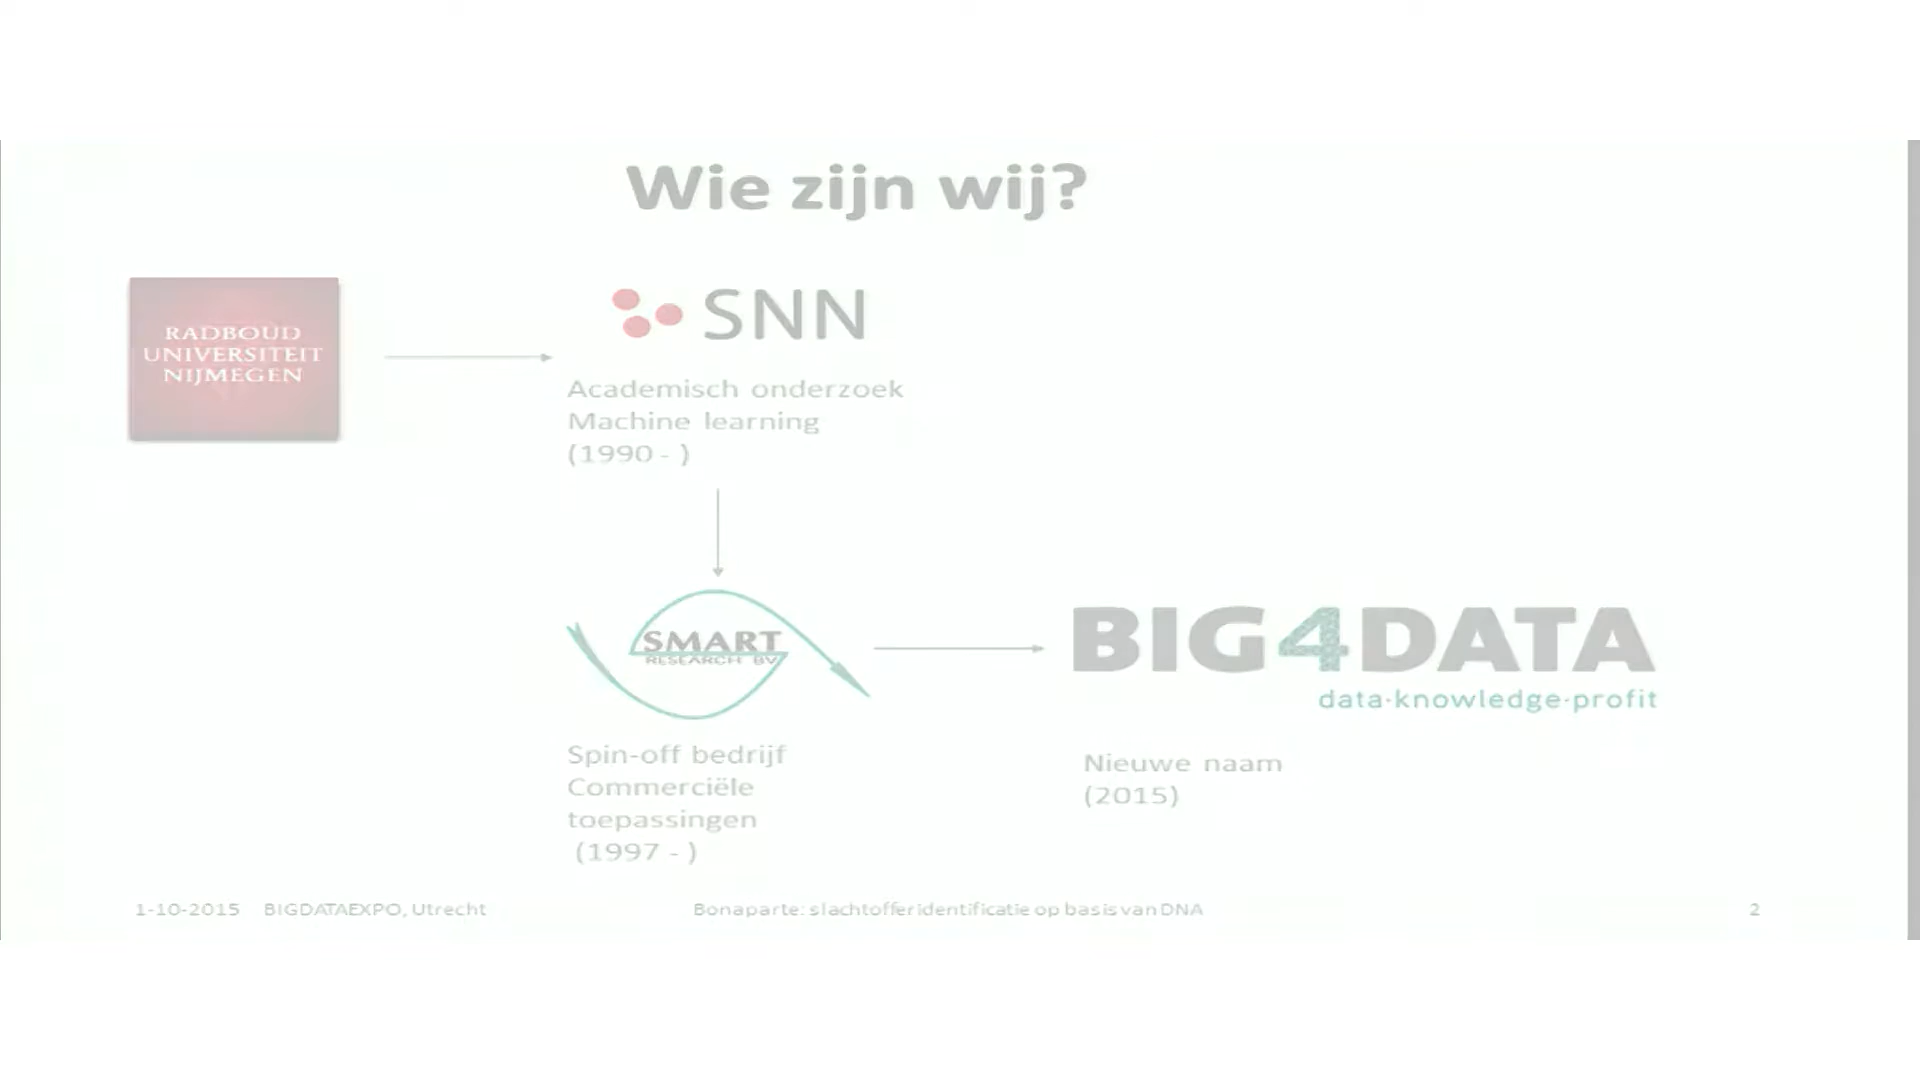 Wie zijn wij?
RADBOUD
UNIVERSITEIT
NIJMEGEN
SNN
Academisch onderzoek
Machine learning
(1990 - )
SMART
RESEARCH BV
Spin-off bedrijf
Commerciële
toepassingen
(1997 - )
BIG4DATA
data·knowledge·profit
Nieuwe naam
(2015)
1-10-2015 BIGDATAEXPO, Utrecht
Bonaparte: slachtofferidentificatie op basis van DNA
2